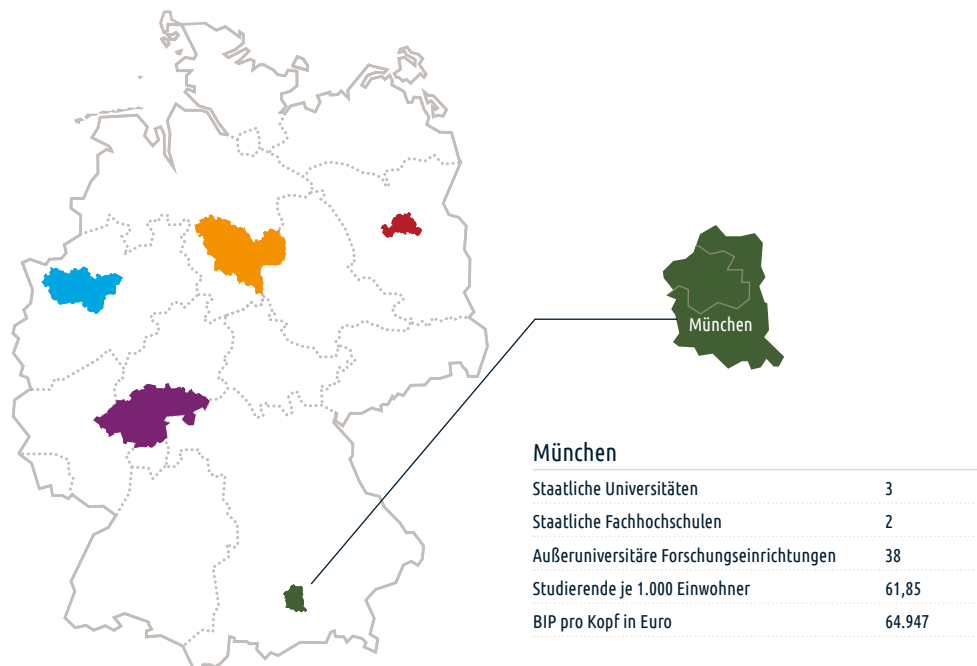 München
München
Staatliche Universitäten 3
Staatliche Fachhochschulen 2
Außeruniversitäre Forschungseinrichtungen 38
Studierende je 1.000 Einwohner 61,85
BIP pro Kopf in Euro 64.947